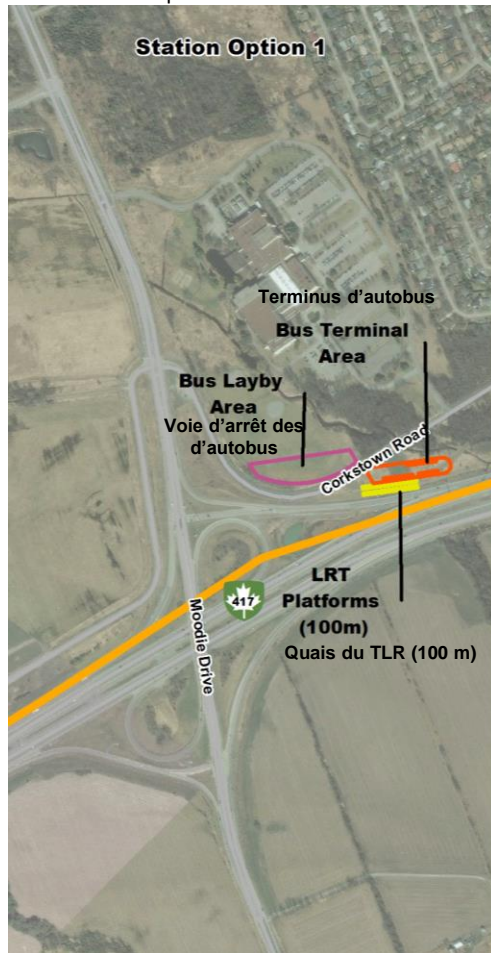 Station Option 1
Terminus d'autobus
Bus Terminal
Area
Bus Layby
Area
Voie d'arrêt des
d'autobus
Corkstown Road
LRT
Platforms
(100m)
Quais du TLR (100 m)
417
Moodie Drive